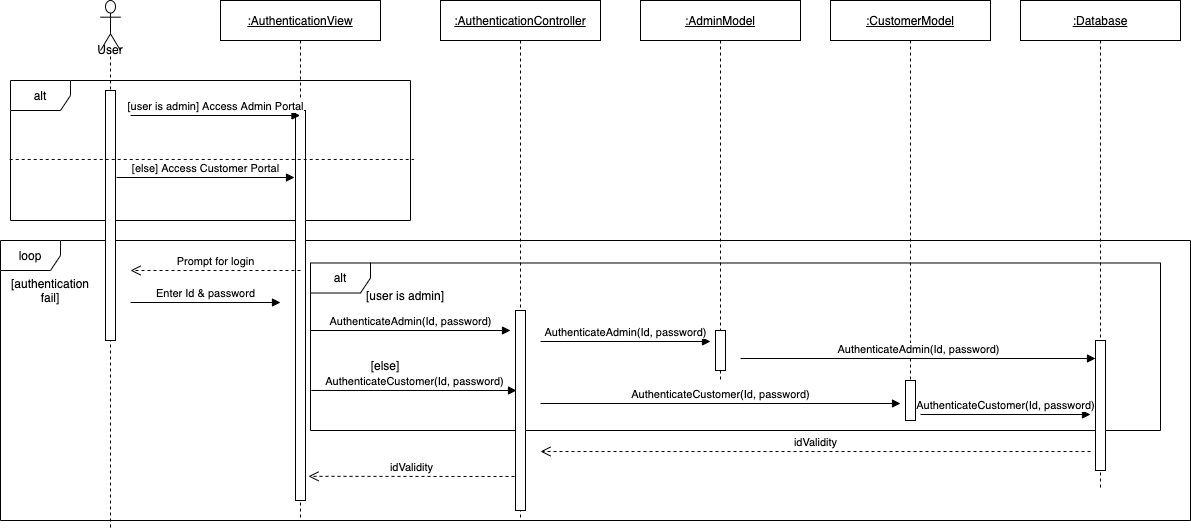 User
:AuthenticationView
:AuthenticationController
:AdminModel
:CustomerModel
:Database
alt
[user is admin] Access Admin Portal
[else] Access Customer Portal
loop
[authentication
fail]
Prompt for login
Enter Id & password
alt
[user is admin]
AuthenticateAdmin(Id, password)
AuthenticateAdmin(Id, password)
AuthenticateAdmin(Id, password)
[else]
AuthenticateCustomer(Id, password)
AuthenticateCustomer(Id, password)
AuthenticateCustomer(Id, password)
idValidity
idValidity